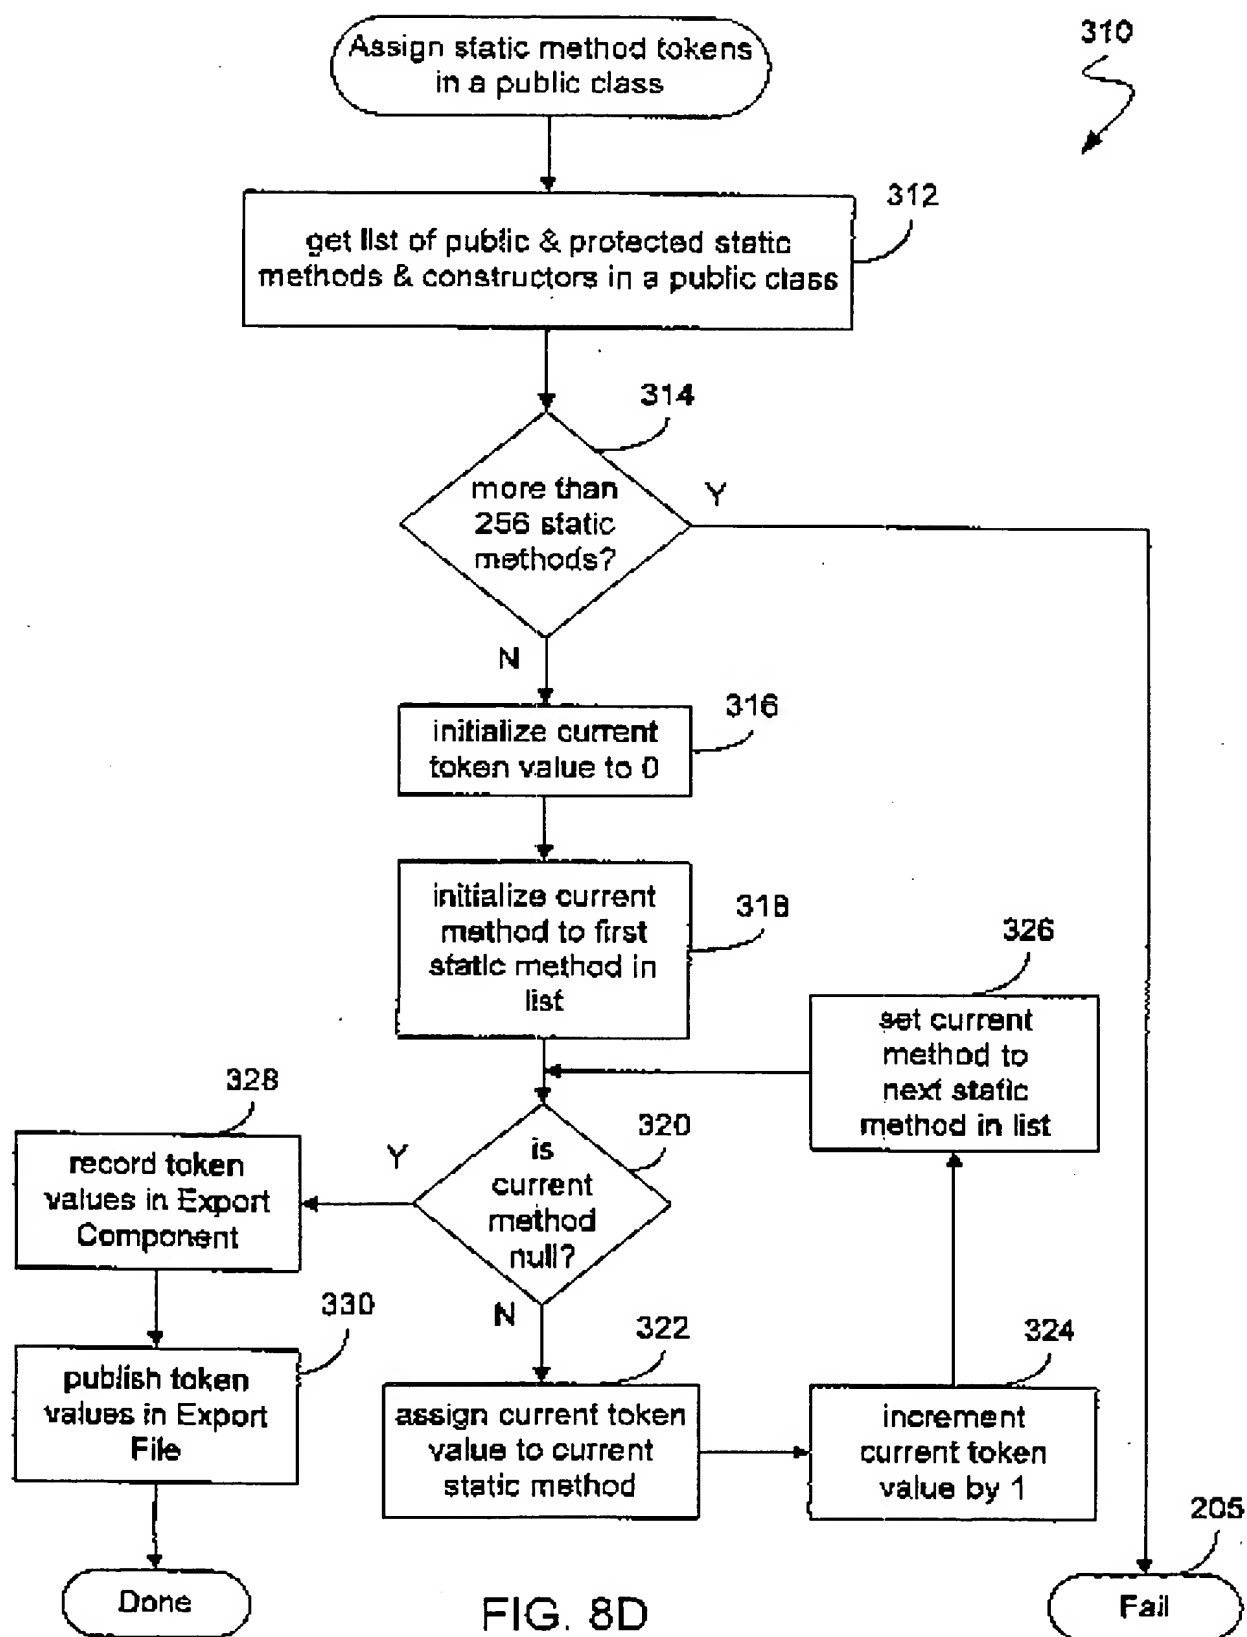 Assign static method tokens
in a public class
310
312
get list of public & protected static
methods & constructors in a public class
314
more than
256 static
methods?
Y
N
316
initialize current
token value to 0
318
initialize current
method to first
static method in
list
326
set current
method to
next static
method in list
328
record token
values in Export
Component
Y
320
is
current
method
null?
N
330
publish token
values in Export
File
322
assign current token
value to current
static method
324
increment
current token
value by 1
205
Done
FIG. 8D
Fail